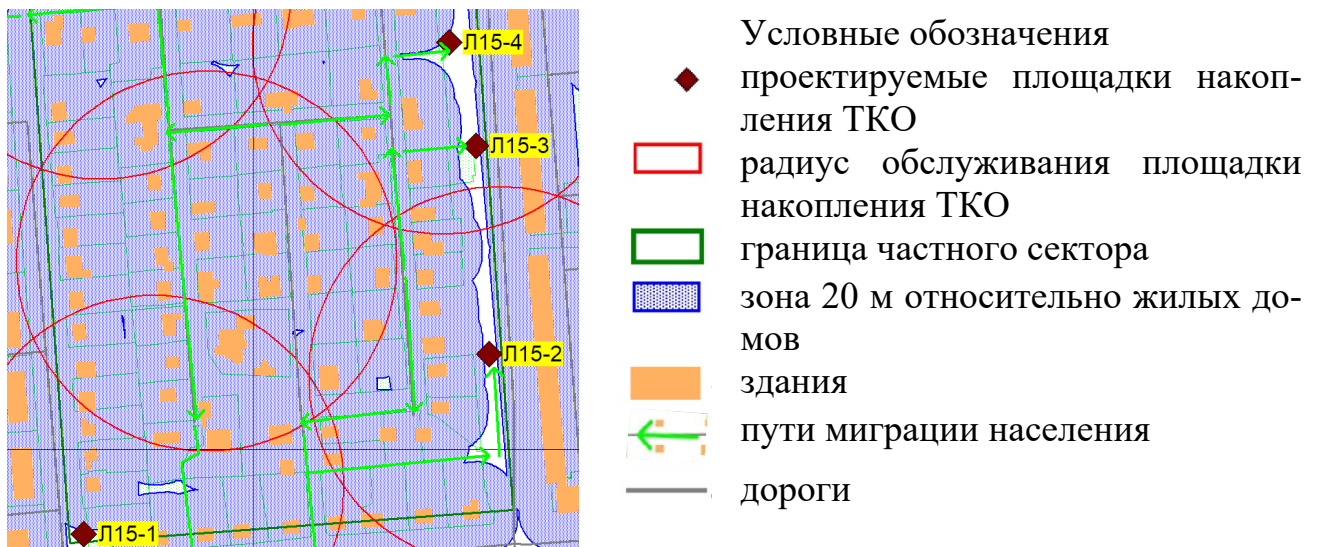 Л15-4
Л15-3
Л15-2
Л15-1
Условные обозначения
проектируемые площадки накоп-
ления ТКО
радиус обслуживания площадки
накопления ТКО
граница частного сектора
зона 20 м относительно жилых до-
мов
здания
пути миграции населения
дороги